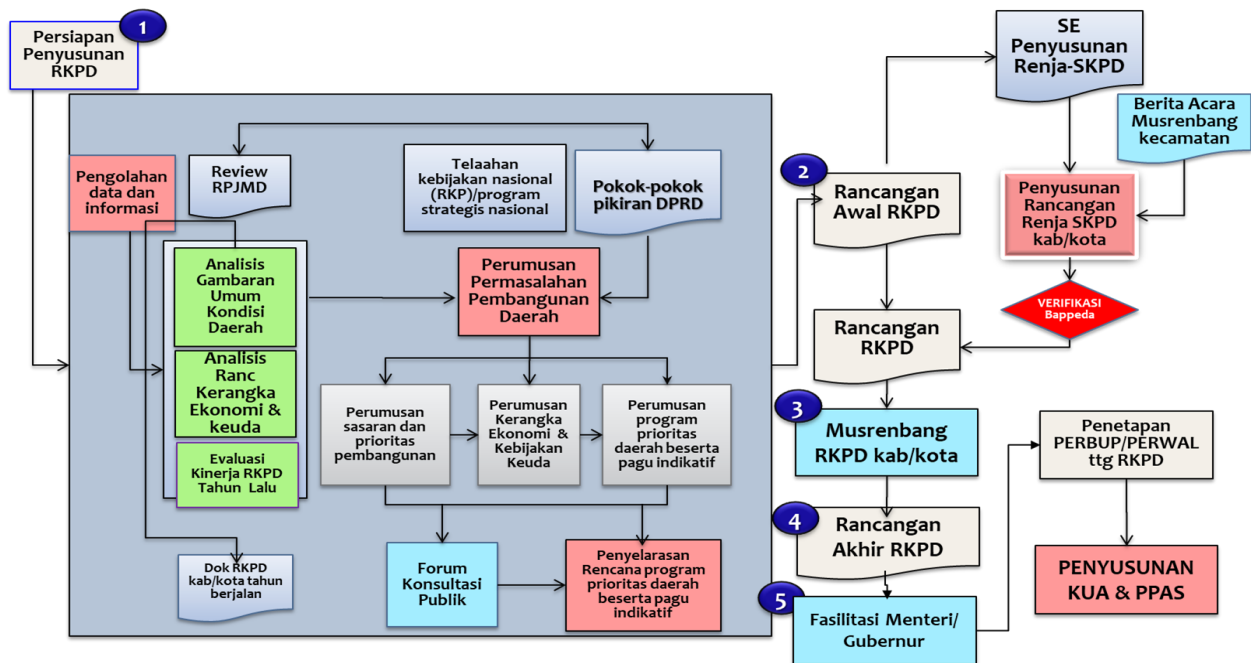 1
Persiapan
Penyusunan
RKPD
Pengolahan
data dan
informasi
Review
RPJMD
Telaahan
kebijakan nasional
(RKP)/program
strategis nasional
Pokok-pokok
pikiran DPRD
Analisis
Gambaran
Umum
Kondisi
Daerah
Analisis
Ranc
Kerangka
Ekonomi &
keuda
Evaluasi
Kinerja RKPD
Tahun Lalu
Perumusan
Permasalahan
Pembangunan
Daerah
Perumusan
sasaran dan
prioritas
pembangunan
Perumusan
Kerangka
Ekonomi &
Kebijakan
Keuda
Perumusan
program
prioritas
daerah beserta
pagu indikatif
Dok RKPD
kab/kota tahun
berjalan
Forum
Konsultasi
Publik
Penyelarasan
Rencana program
prioritas daerah
beserta pagu
indikatif
2
Rancangan
Awal RKPD
SE
Penyusunan
Renja-SKPD
Berita Acara
Musrenbang
kecamatan
Penyusunan
Rancangan
Renja SKPD
kab/kota
VERIFIKASI
Bappeda
Rancangan
RKPD
3
Musrenbang
RKPD kab/kota
4
Rancangan
Akhir RKPD
5
Fasilitasi Menteri/
Gubernur
Penetapan
PERBUP/PERWAL
ttg RKPD
PENYUSUNAN
KUA & PPAS